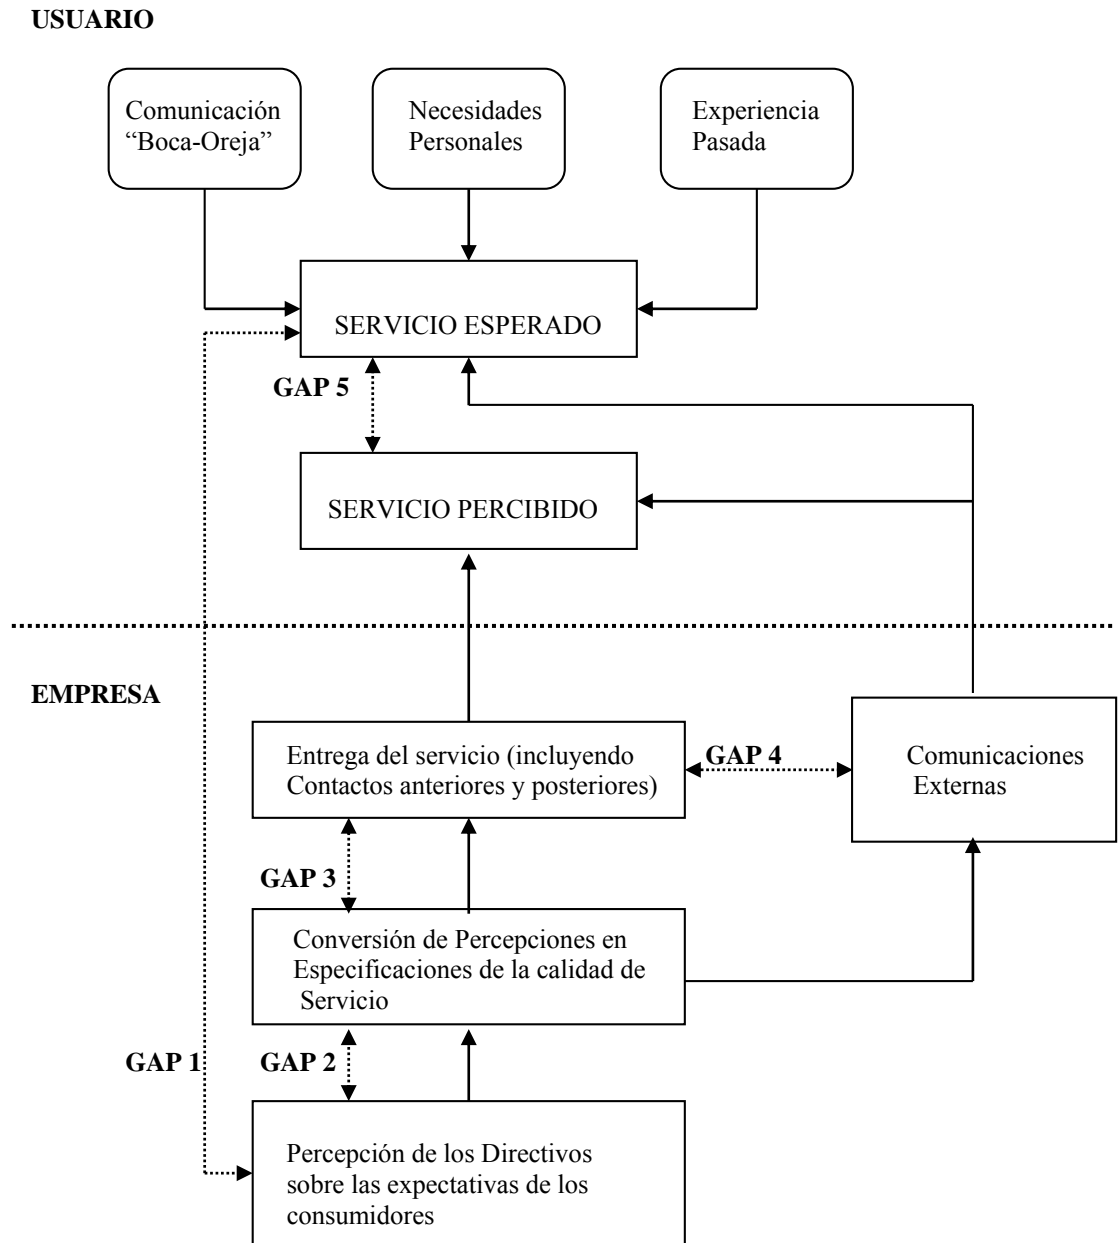 USUARIO
Comunicación
“Boca-Oreja”
Necesidades
Personales
Experiencia
Pasada
SERVICIO ESPERADO
GAP 5
SERVICIO PERCIBIDO
EMPRESA
Entrega del servicio (incluyendo
Contactos anteriores y posteriores)
GAP 4
Comunicaciones
Externas
GAP 3
Conversión de Percepciones en
Especificaciones de la calidad de
Servicio
GAP 1
GAP 2
Percepción de los Directivos
sobre las expectativas de los
consumidores